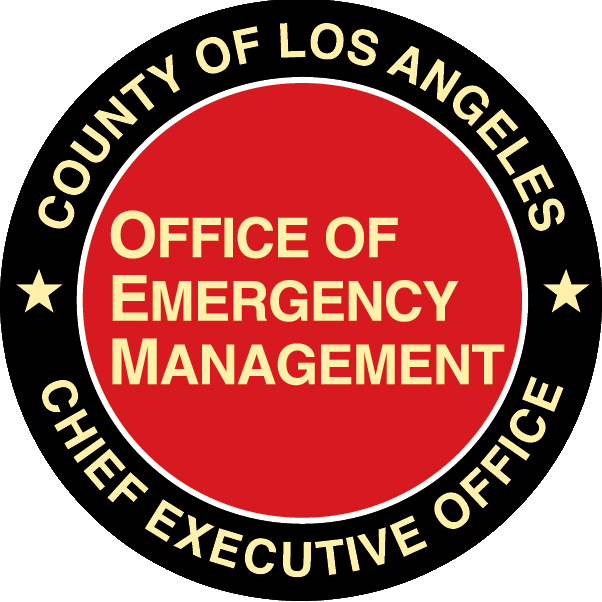 COUNTY OF LOS ANGELES
OFFICE OF
EMERGENCY
MANAGEMENT
CHIEF EXECUTIVE OFFICE